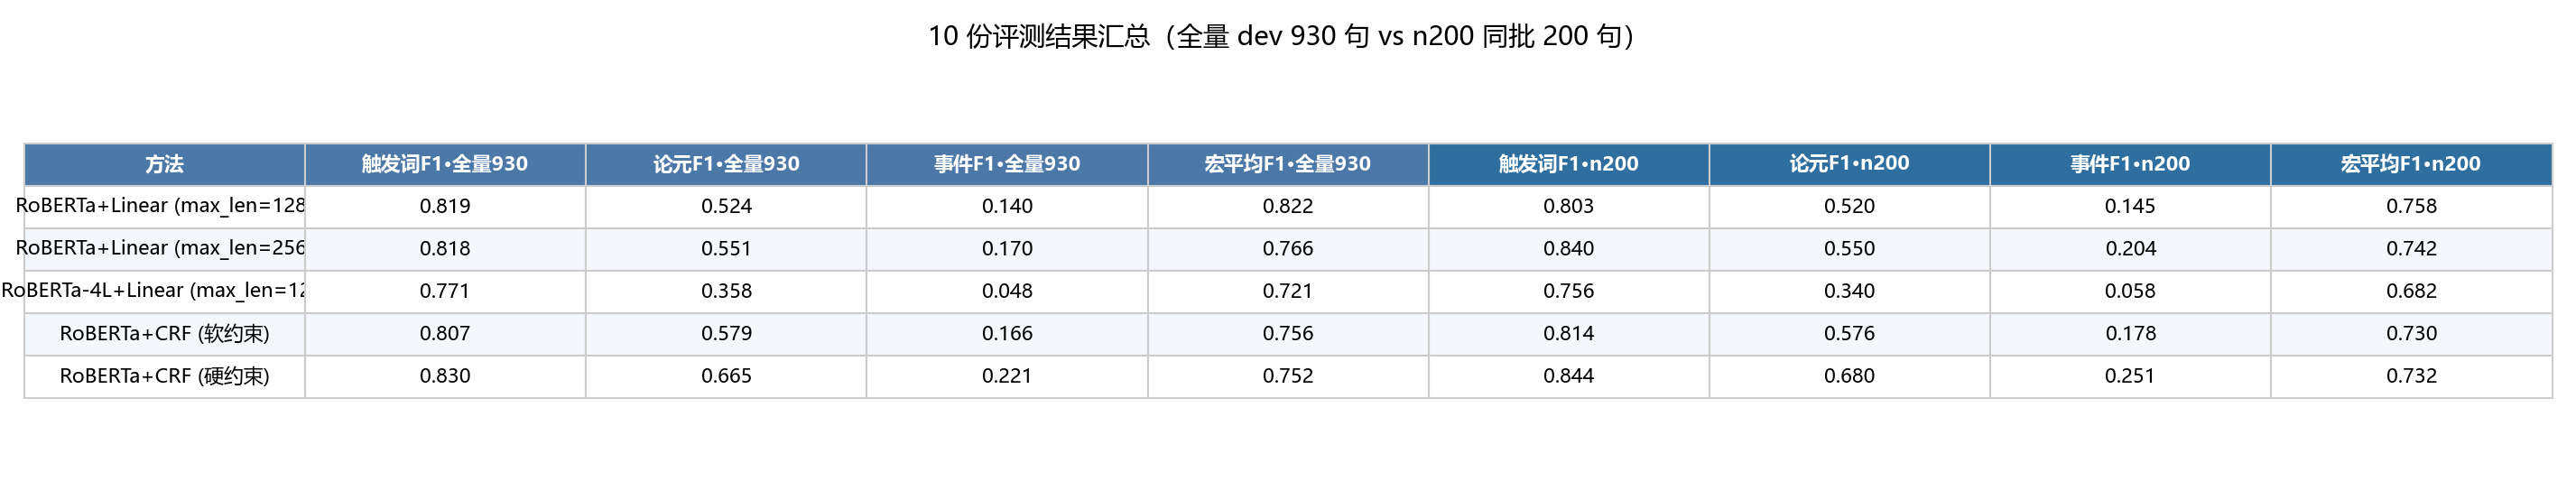 10 份评测结果汇总（全量 dev 930 句 vs n200 同批 200 句）
方法 触发词F1·全量930 论元F1·全量930 事件F1·全量930 宏平均F1·全量930 触发词F1·n200 论元F1·n200 事件F1·n200 宏平均F1·n200
RoBERTa+Linear (max_len=128 0.819 0.524 0.140 0.822 0.803 0.520 0.145 0.758
RoBERTa+Linear (max_len=256 0.818 0.551 0.170 0.766 0.840 0.550 0.204 0.742
RoBERTa-4L+Linear (max_len=12 0.771 0.358 0.048 0.721 0.756 0.340 0.058 0.682
RoBERTa+CRF (软约束) 0.807 0.579 0.166 0.756 0.814 0.576 0.178 0.730
RoBERTa+CRF (硬约束) 0.830 0.665 0.221 0.752 0.844 0.680 0.251 0.732